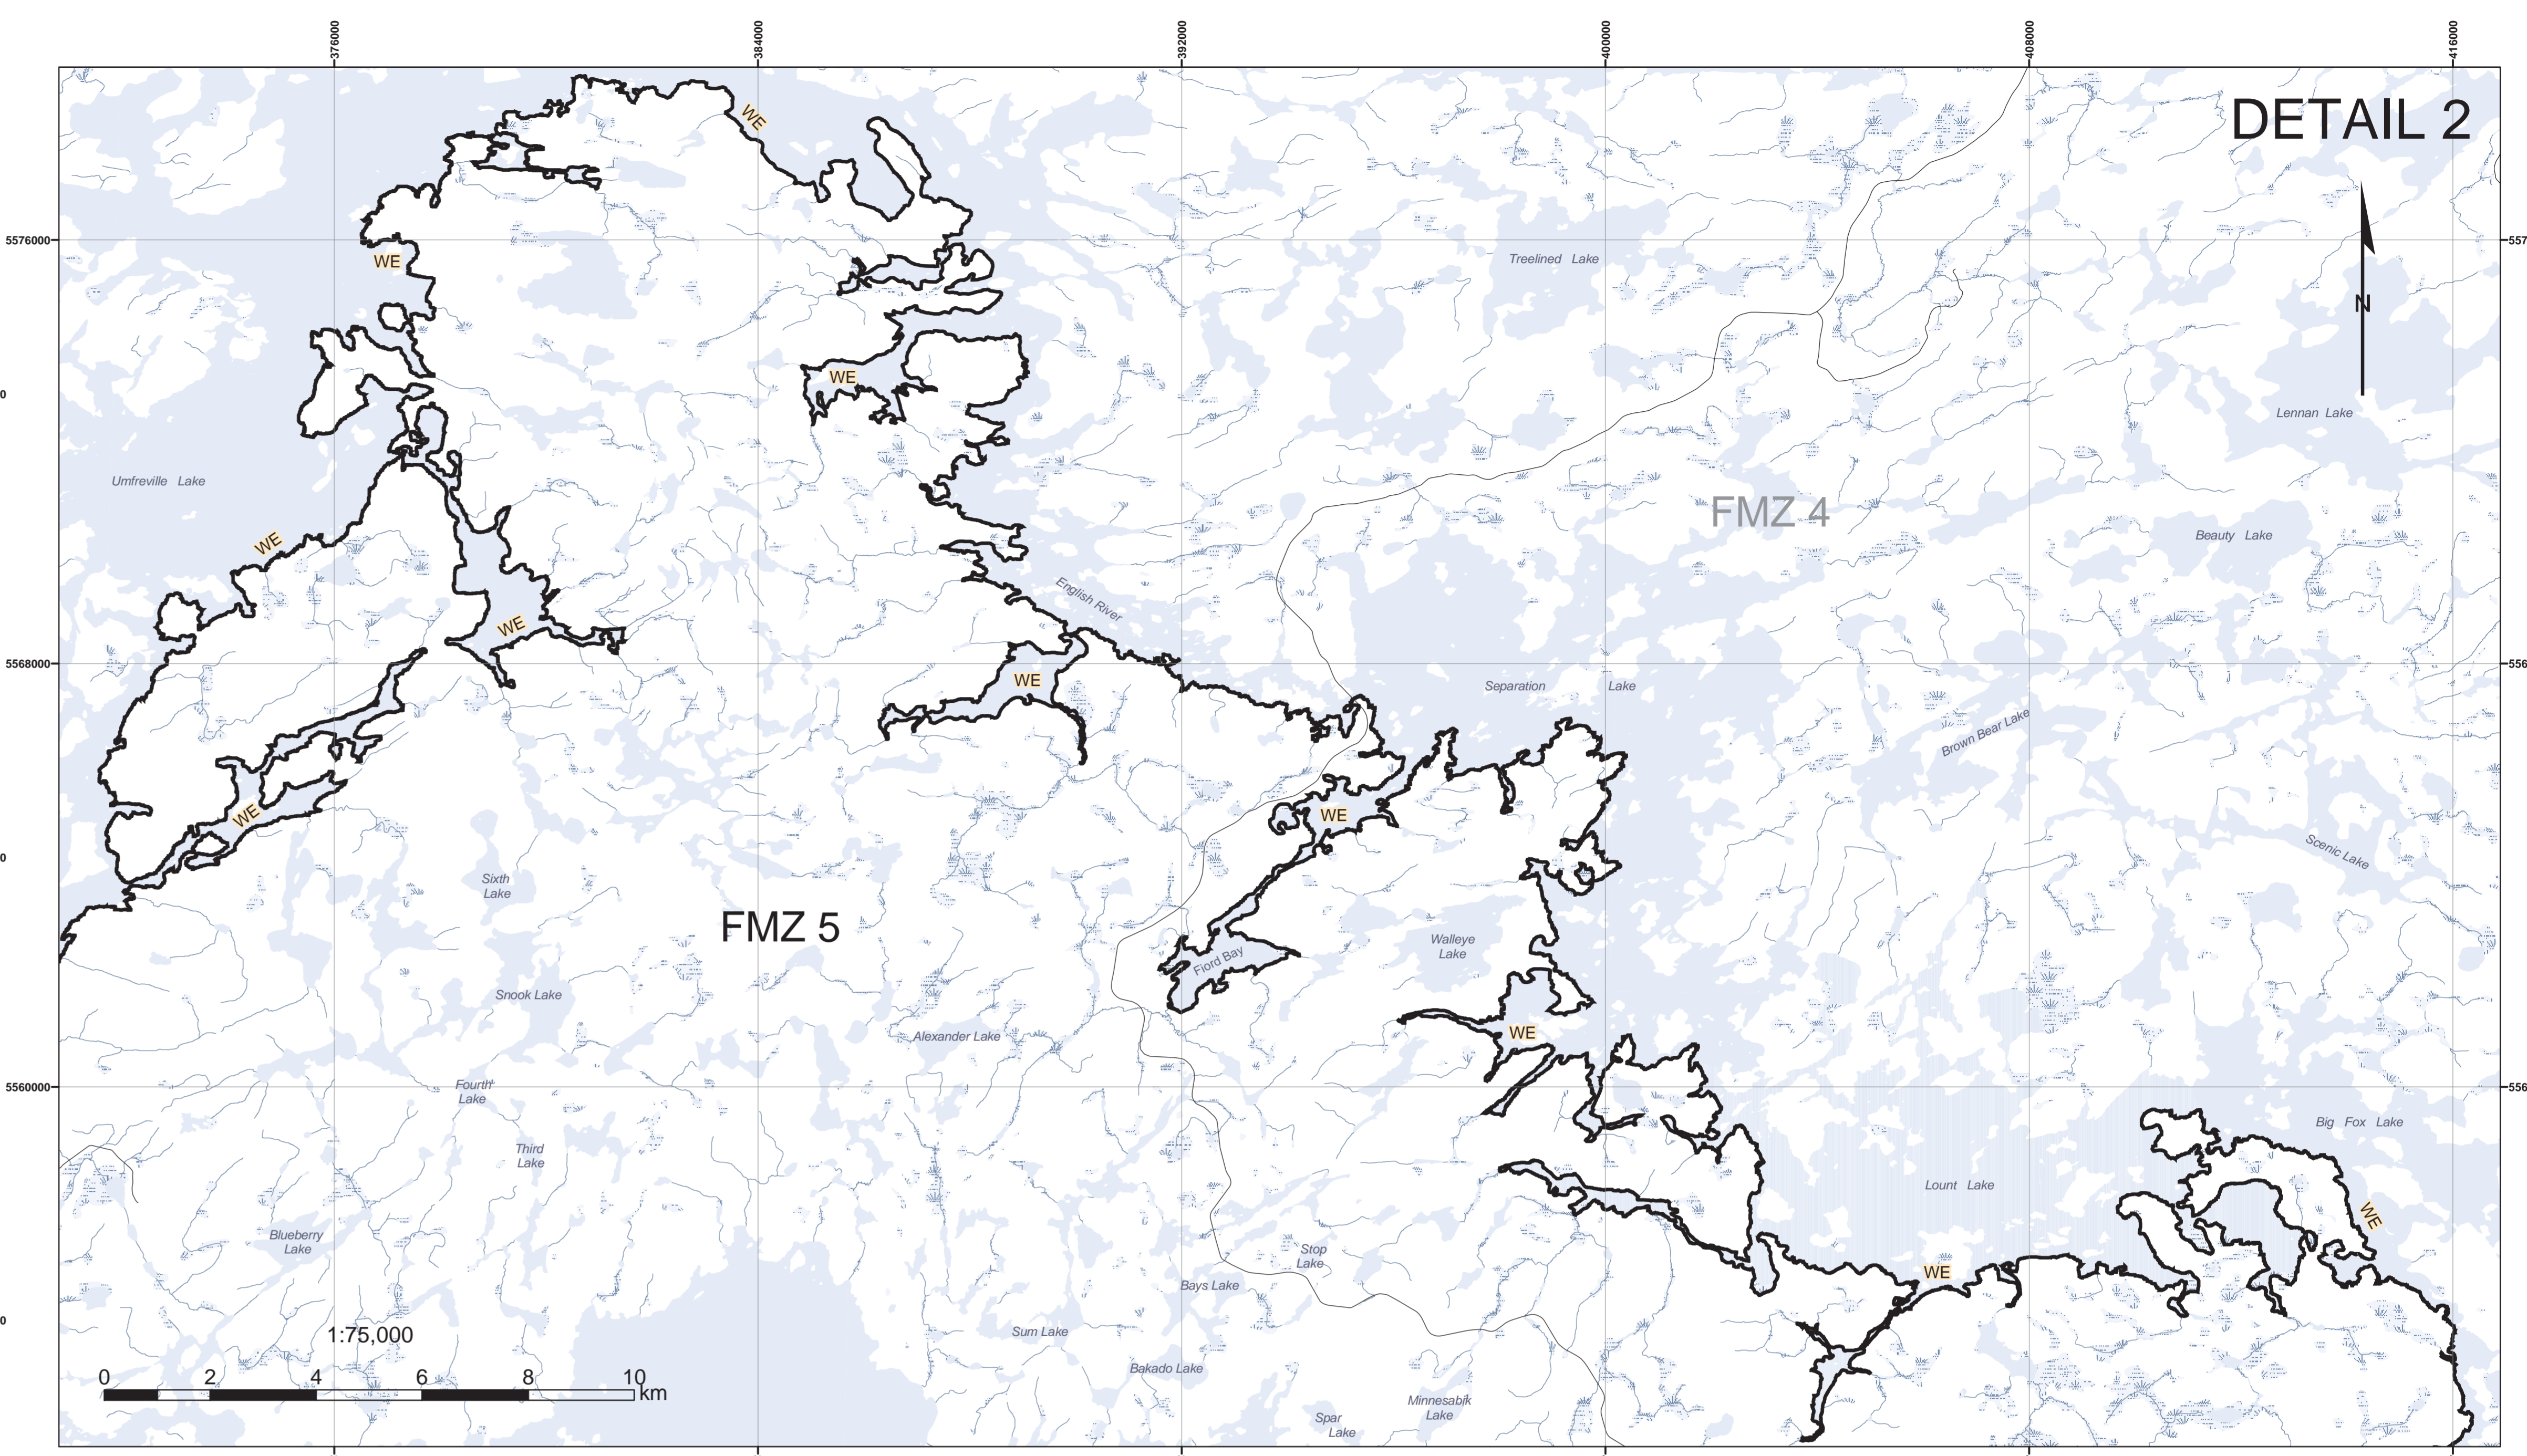 376000
384000
392000
400000
408000
416000
DETAIL 2
WE
WE
5576000
557
WE
Treelined Lake
N
WE
0
Lennan Lake
Umfreville Lake
FMZ 4
WE
Beauty Lake
English River
WE
5568000
556
WE
Separation Lake
Brown Bear Lake
WE
WE
Scenic Lake
0
Sixth
Lake
FMZ 5
Walleye
Lake
Fiord Bay
Snook Lake
Alexander Lake
WE
5560000
556
Fourth
Lake
Big Fox Lake
Third
Lake
Lount Lake
WE
Blueberry
Lake
Stop
Lake
WE
Bays Lake
0
1:75,000
Sum Lake
Bakado Lake
0 2 4 6 8 10
km
Minnesabik
Lake
Spar
Lake